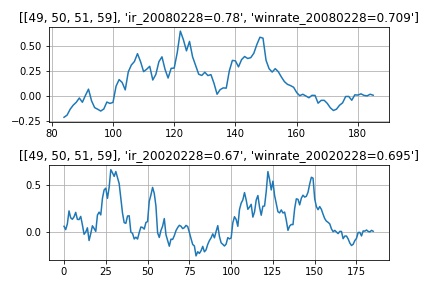 [[49, 50, 51, 59], 'ir_20080228=0.78', 'winrate_20080228=0.709']
0.50
0.25
0.00
−0.25
80 100 120 140 160 180
[[49, 50, 51, 59], 'ir_20020228=0.67', 'winrate_20020228=0.695']
0.5
0.0
0 25 50 75 100 125 150 175